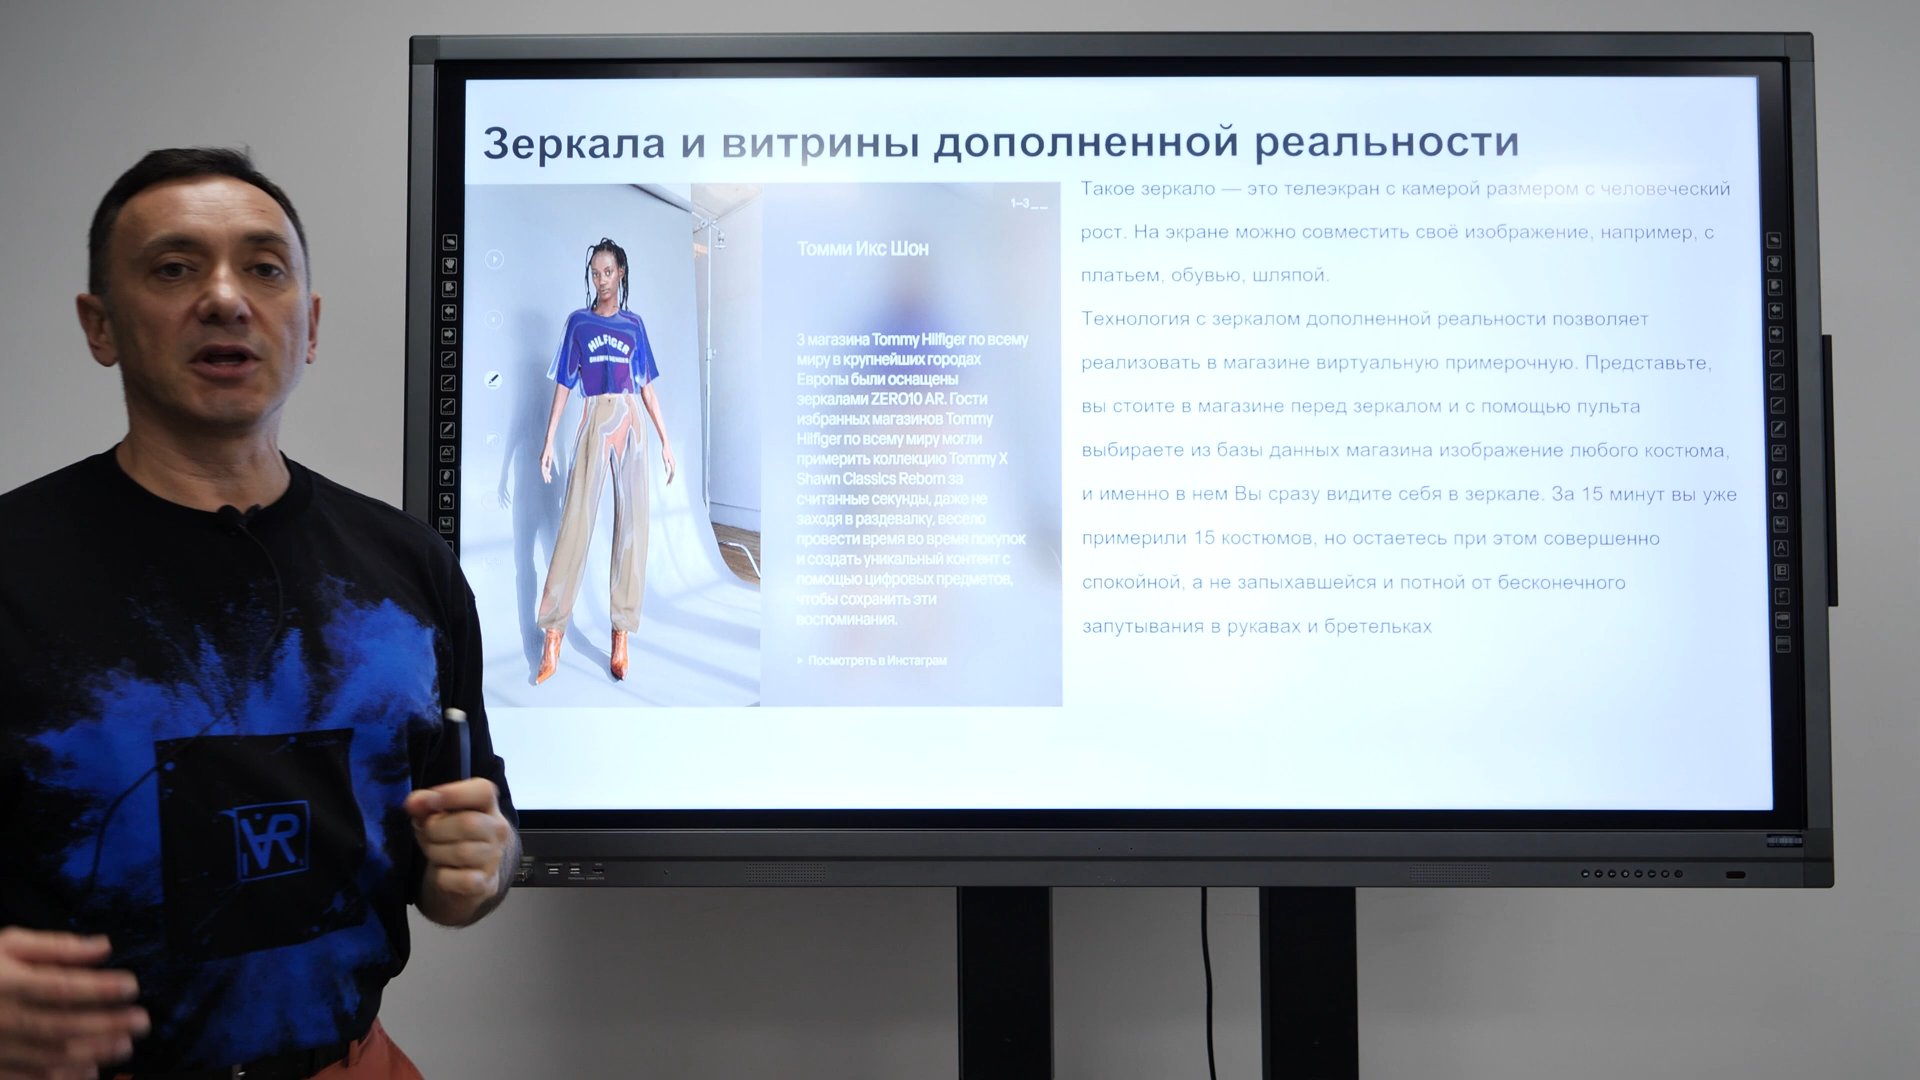 Зеркала и витрины дополненной реальности
1–3__
Томми Икс Шон
3 магазина Tommy Hilfiger по всему
миру в крупнейших городах
Европы были оснащены
зеркалами ZERO10 AR. Гости
избранных магазинов Tommy
Hilfiger по всему миру могли
примерить коллекцию Tommy X
Shawn Classics Reborn за
считанные секунды, даже не
заходя в раздевалку, весело
провести время во время покупок
и создать уникальный контент с
помощью цифровых предметов,
чтобы сохранить эти
воспоминания.
Посмотреть в Инстаграм
HILFIGER
Такое зеркало — это телеэкран с камерой размером с человеческий
рост. На экране можно совместить своё изображение, например, с
платьем, обувью, шляпой.
Технология с зеркалом дополненной реальности позволяет
реализовать в магазине виртуальную примерочную. Представьте,
вы стоите в магазине перед зеркалом и с помощью пульта
выбираете из базы данных магазина изображение любого костюма,
и именно в нем Вы сразу видите себя в зеркале. За 15 минут вы уже
примерили 15 костюмов, но остаетесь при этом совершенно
спокойной, а не запыхавшейся и потной от бесконечного
запутывания в рукавах и бретельках